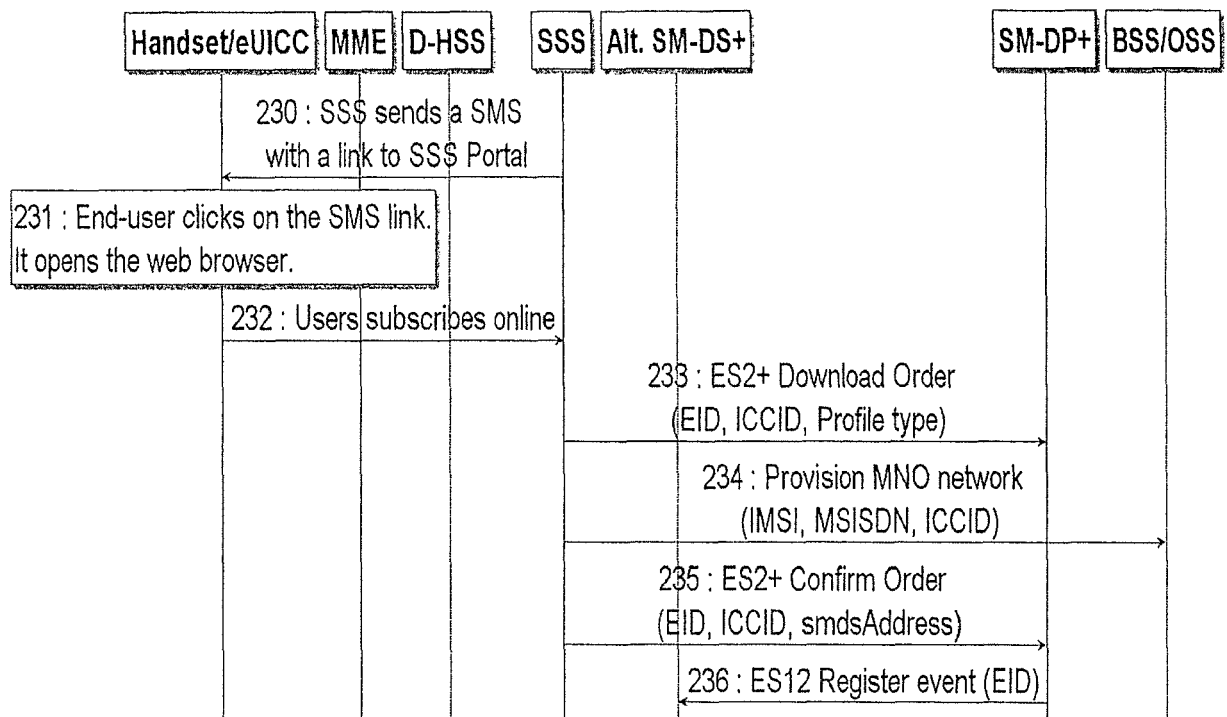 Handset/eUICC MME D-HSS SSS Alt. SM-DS+ SM-DP+ BSS/OSS
230 : SSS sends a SMS
with a link to SSS Portal
231 : End-user clicks on the SMS link.
It opens the web browser.
232 : Users subscribes online
233 : ES2+ Download Order
(EID, ICCID, Profile type)
234 : Provision MNO network
(IMSI, MSISDN, ICCID)
235 : ES2+ Confirm Order
(EID, ICCID, smdsAddress)
236 : ES12 Register event (EID)